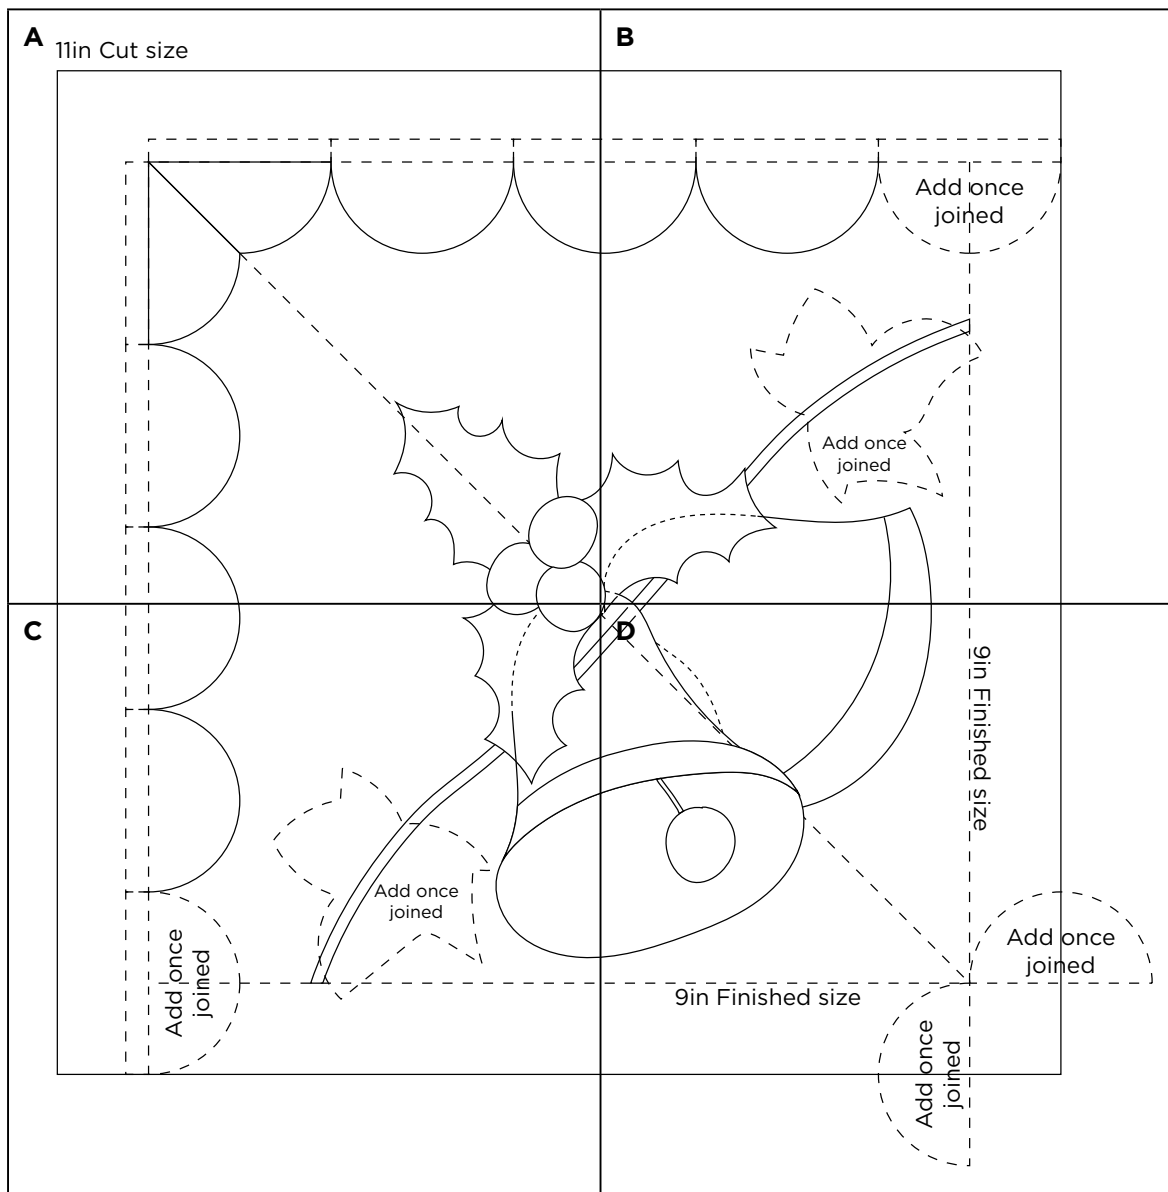 A
11in Cut size
B
Add once
joined
Add once
joined
C
D
9in Finished size
Add once
joined
Add once
joined
Add once
joined
9in Finished size
Add once
joined